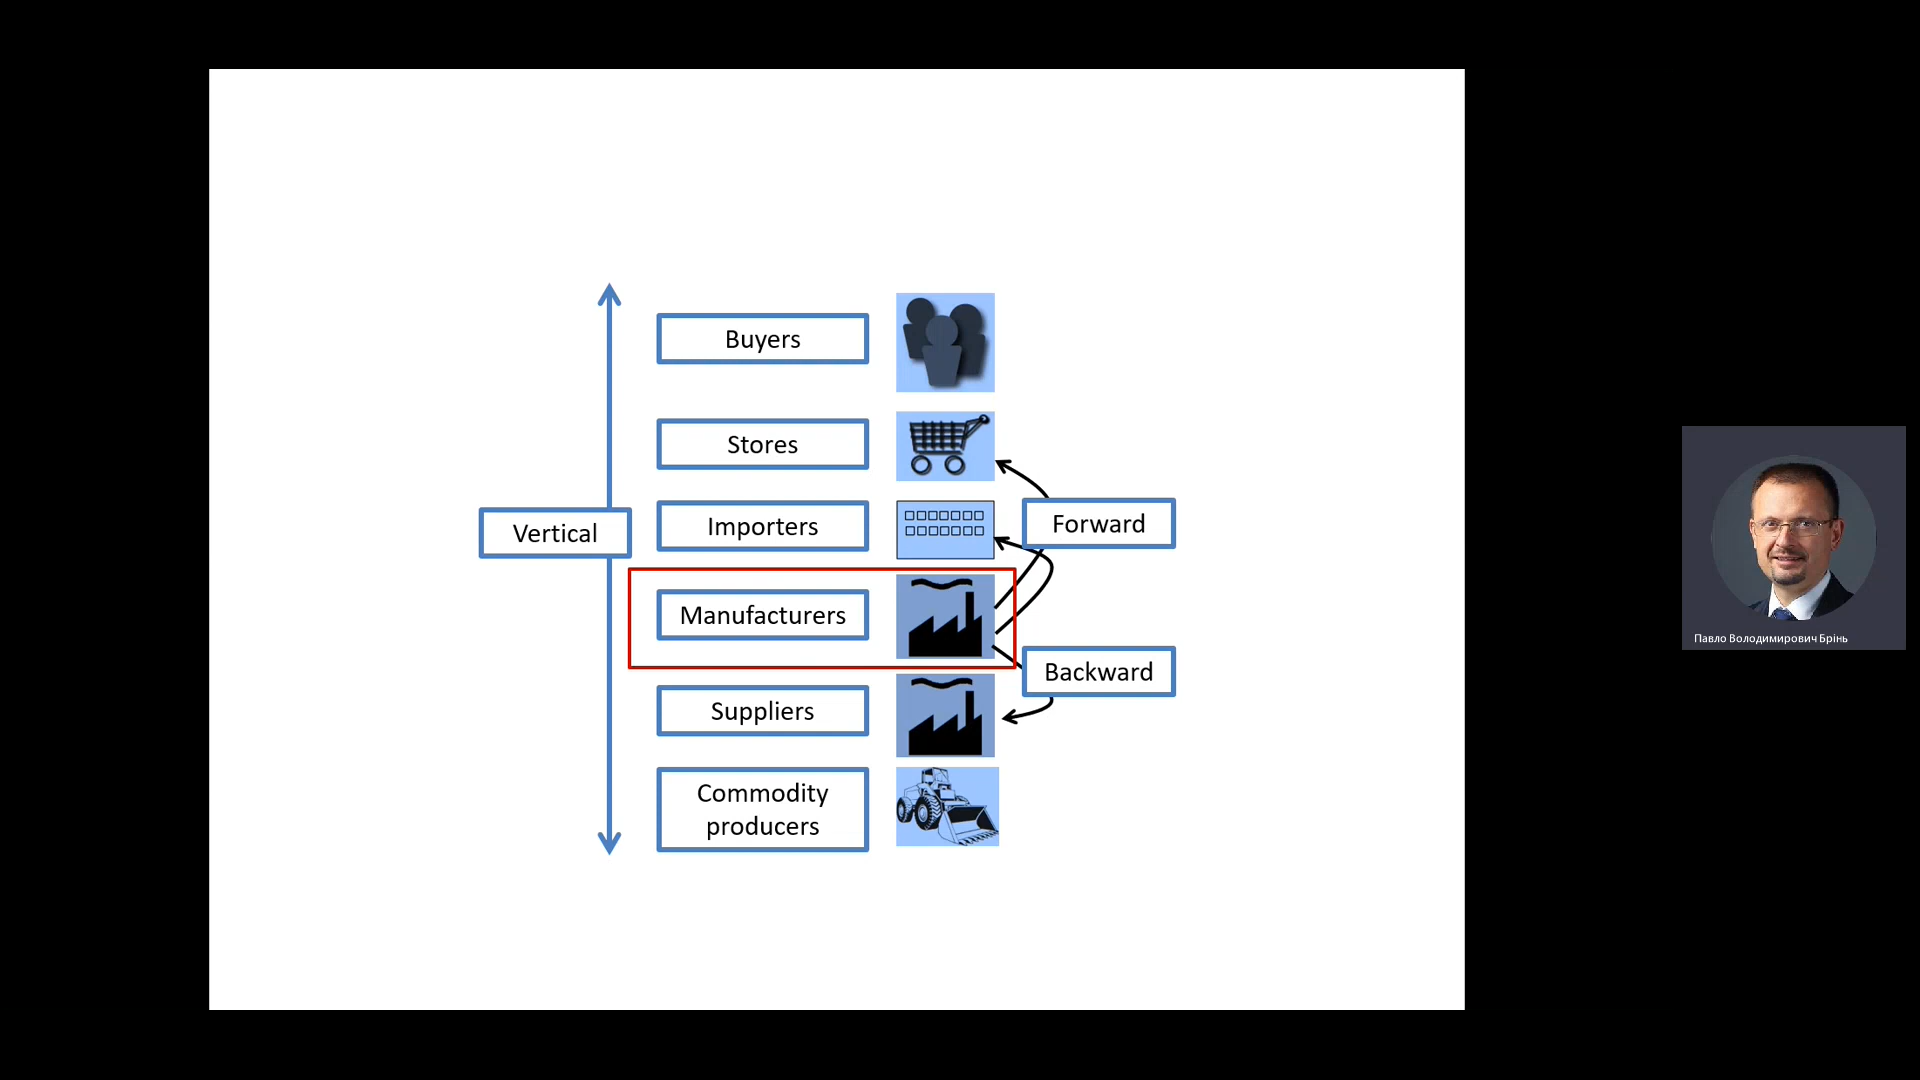 Buyers
Stores
Vertical
Importers
Forward
Manufacturers
Backward
Suppliers
Commodity
producers
Павло Володимирович Брінь